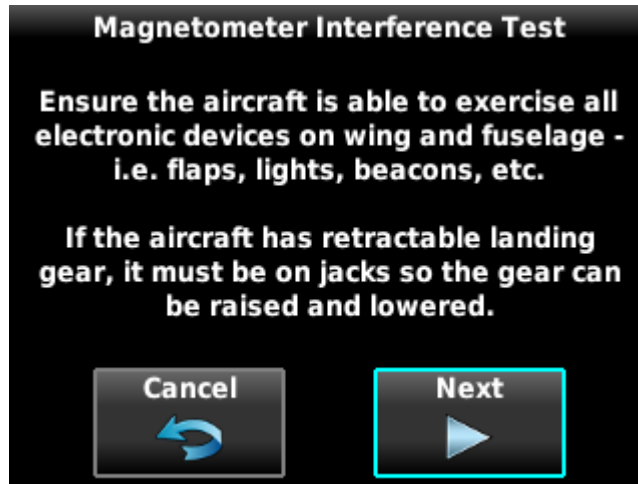 Magnetometer Interference Test
Ensure the aircraft is able to exercise all
electronic devices on wing and fuselage -
i.e. flaps, lights, beacons, etc.
If the aircraft has retractable landing
gear, it must be on jacks so the gear can
be raised and lowered.
Cancel
Next